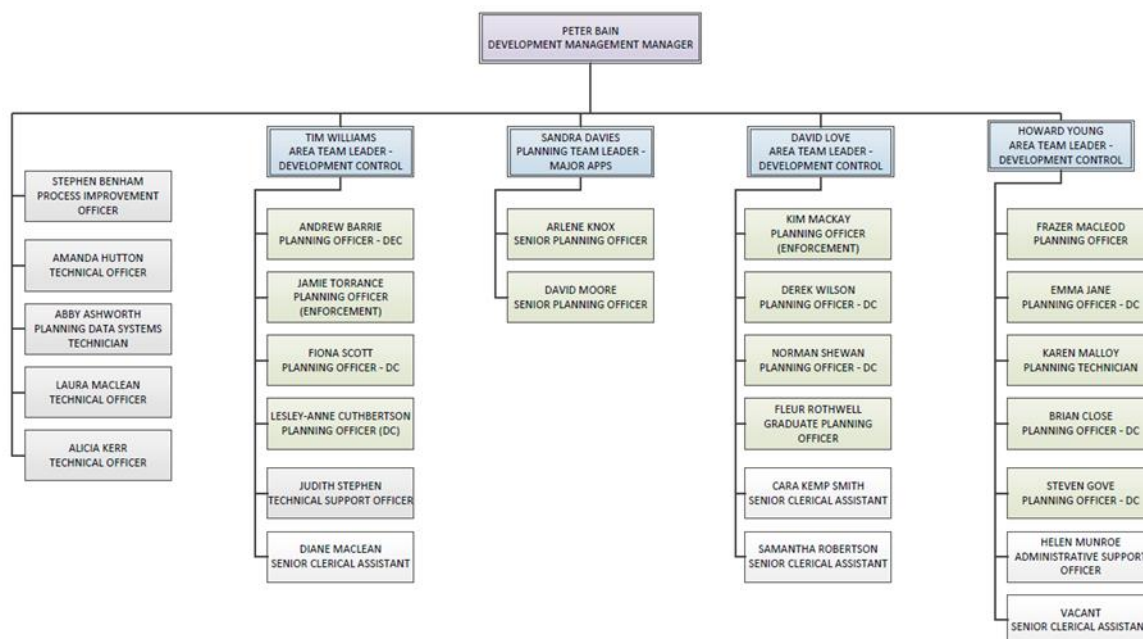 PETER BAIN
DEVELOPMENT MANAGEMENT MANAGER
TIM WILLIAMS
AREA TEAM LEADER -
DEVELOPMENT CONTROL
SANDRA DAVIES
PLANNING TEAM LEADER -
MAJOR APPS
DAVID LOVE
AREA TEAM LEADER -
DEVELOPMENT CONTROL
HOWARD YOUNG
AREA TEAM LEADER -
DEVELOPMENT CONTROL
STEPHEN BENHAM
PROCESS IMPROVEMENT
OFFICER
AMANDA HUTTON
TECHNICAL OFFICER
ABBY ASHWORTH
PLANNING DATA SYSTEMS
TECHNICIAN
LAURA MACLEAN
TECHNICAL OFFICER
ALICIA KERR
TECHNICAL OFFICER
ANDREW BARRIE
PLANNING OFFICER - DEC
JAMIE TORRANCE
PLANNING OFFICER
(ENFORCEMENT)
FIONA SCOTT
PLANNING OFFICER - DC
LESLEY-ANNE CUTHBERTSON
PLANNING OFFICER (DC)
JUDITH STEPHEN
TECHNICAL SUPPORT OFFICER
DIANE MACLEAN
SENIOR CLERICAL ASSISTANT
ARLENE KNOX
SENIOR PLANNING OFFICER
DAVID MOORE
SENIOR PLANNING OFFICER
KIM MACKAY
PLANNING OFFICER
(ENFORCEMENT)
DEREK WILSON
PLANNING OFFICER - DC
NORMAN SHEWAN
PLANNING OFFICER - DC
FLEUR ROTHWELL
GRADUATE PLANNING
OFFICER
CARA KEMP SMITH
SENIOR CLERICAL ASSISTANT
SAMANTHA ROBERTSON
SENIOR CLERICAL ASSISTANT
FRAZER MACLEOD
PLANNING OFFICER
EMMA JANE
PLANNING OFFICER - DC
KAREN MALLOY
PLANNING TECHNICIAN
BRIAN CLOSE
PLANNING OFFICER - DC
STEVEN GOVE
PLANNING OFFICER - DC
HELEN MUNROE
ADMINISTRATIVE SUPPORT
OFFICER
VACANT
SENIOR CLERICAL ASSISTANT